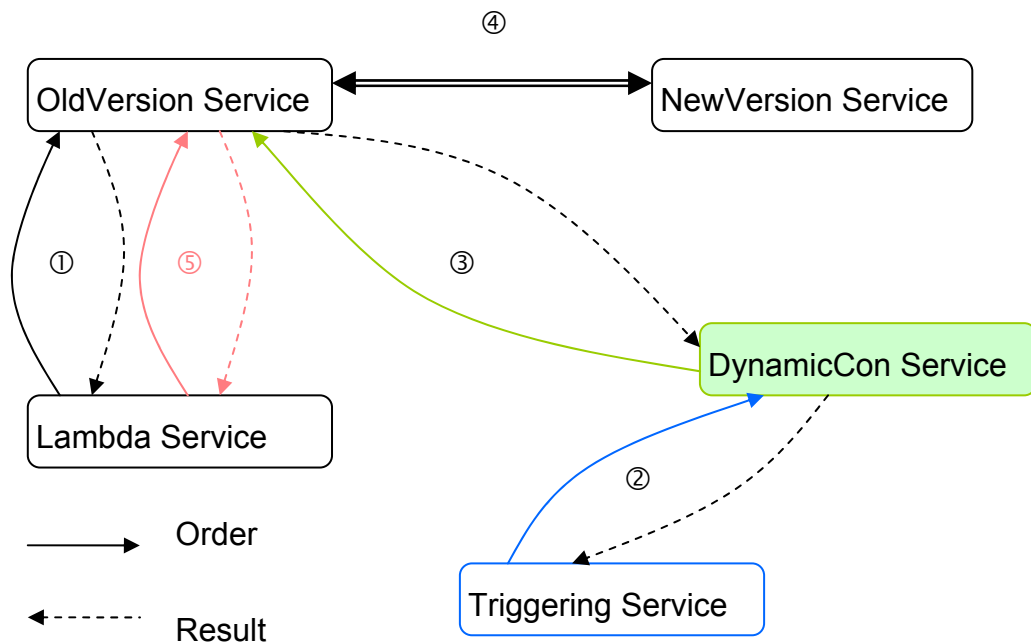 ④
OldVersion Service
NewVersion Service
①
⑤
③
DynamicCon Service
Lambda Service
②
Order
Triggering Service
Result